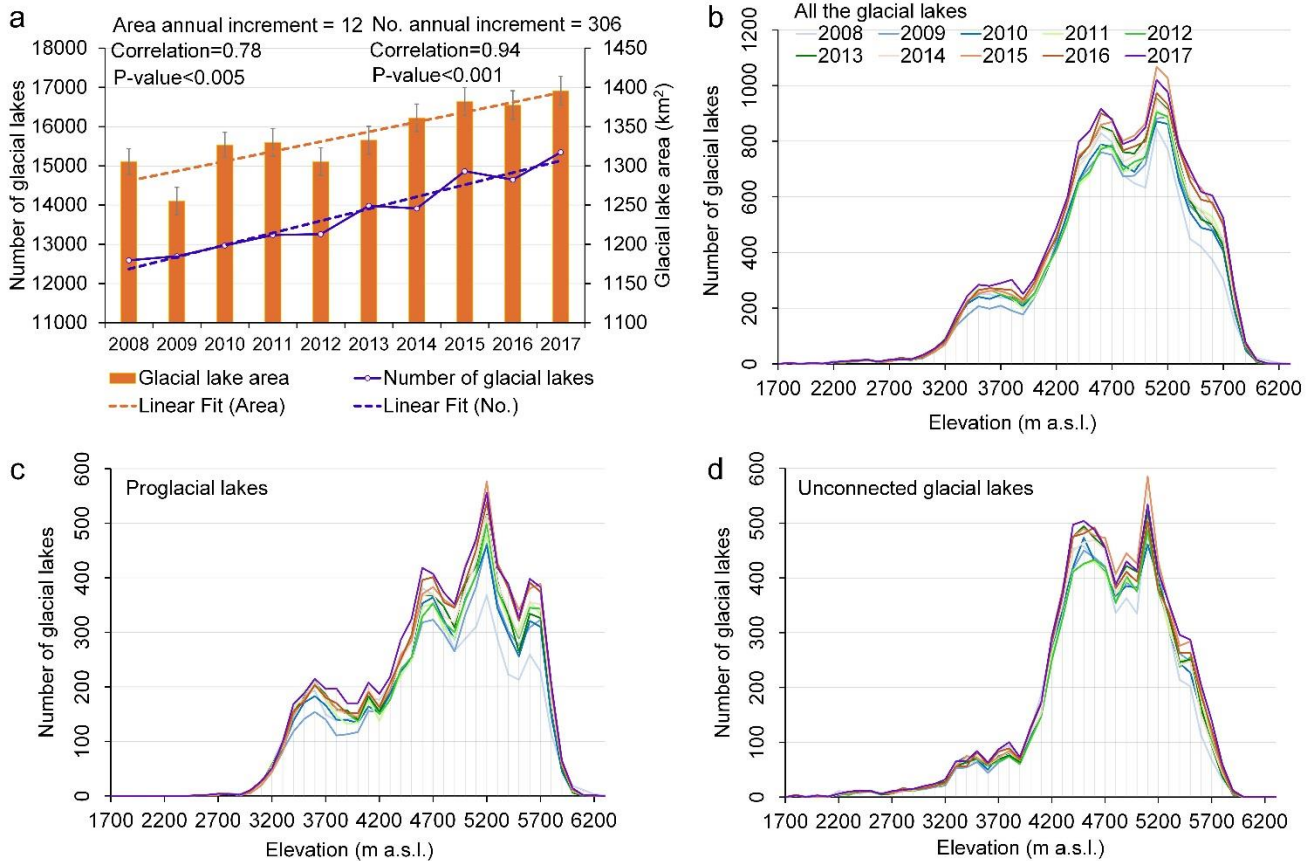 a
Area annual increment = 12 No. annual increment = 306
Correlation=0.78 Correlation=0.94
P-value<0.005 P-value<0.001
Number of glacial lakes
18000
17000
16000
15000
14000
13000
12000
11000
1450
1400
1350
1300
1250
1200
1150
1100
Glacial lake area (km²)
2008 2009 2010 2011 2012 2013 2014 2015 2016 2017
Glacial lake area Number of glacial lakes
Linear Fit (Area) Linear Fit (No.)
b
All the glacial lakes
2008 2009 2010 2011 2012
2013 2014 2015 2016 2017
Number of glacial lakes
1200
1000
800
600
400
200
0
1700 2200 2700 3200 3700 4200 4700 5200 5700 6200
Elevation (m a.s.l.)
c
Proglacial lakes
Number of glacial lakes
600
500
400
300
200
100
0
1700 2200 2700 3200 3700 4200 4700 5200 5700 6200
Elevation (m a.s.l.)
d
Unconnected glacial lakes
Number of glacial lakes
600
500
400
300
200
100
0
1700 2200 2700 3200 3700 4200 4700 5200 5700 6200
Elevation (m a.s.l.)